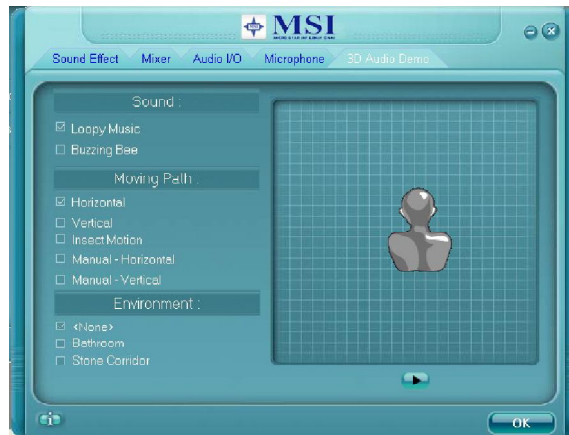 MSI
Sound Effect Mixer Audio I/O Microphone 3D Audio Demo
Sound :
Loopy Music
Buzzing Bee
Moving Path :
Horizontal
Vertical
Insect Motion
Manual - Horizontal
Manual - Vertical
Environment :
<None>
Bathroom
Stone Corridor
OK